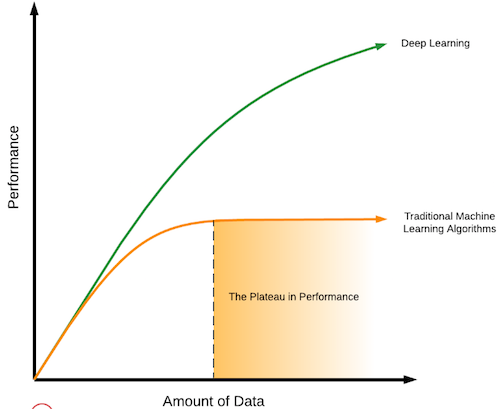 Deep Learning
Performance
Traditional Machine
Learning Algorithms
The Plateau in Performance
Amount of Data